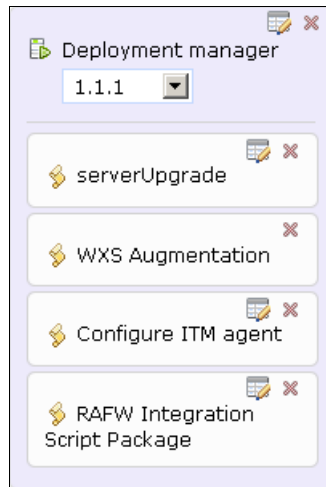 Deployment manager
1.1.1
serverUpgrade
WXS Augmentation
Configure ITM agent
RAFW Integration
Script Package